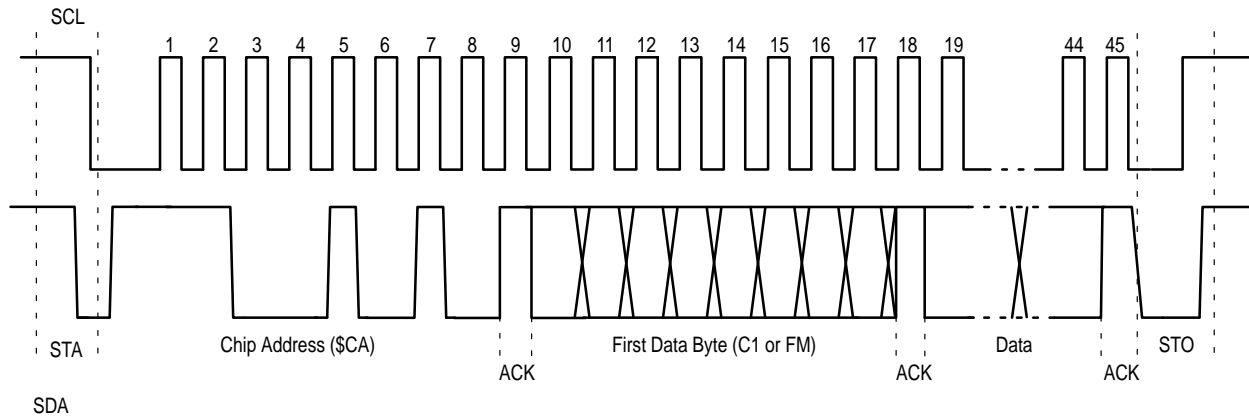 SCL
1 2 3 4 5 6 7 8 9 10 11 12 13 14 15 16 17 18 19 44 45
STA Chip Address ($CA) First Data Byte (C1 or FM) Data STO
ACK ACK ACK
SDA